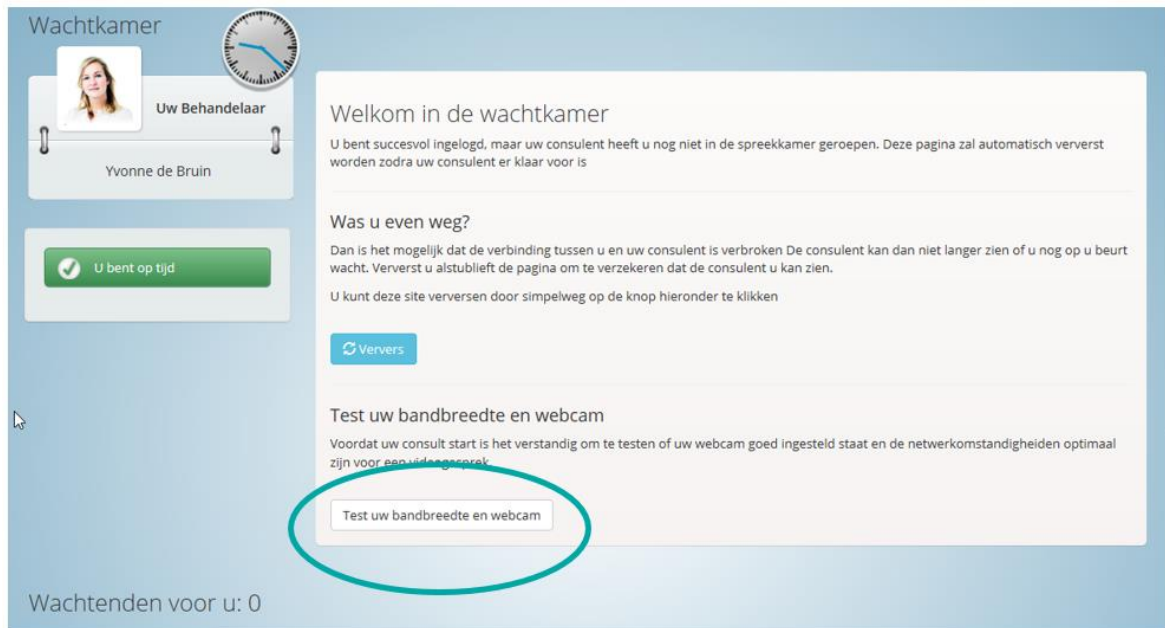 Wachtkamer
Uw Behandelaar
Yvonne de Bruin
U bent op tijd
Welkom in de wachtkamer
U bent succesvol ingelogd, maar uw consulent heeft u nog niet in de spreekkamer geroepen. Deze pagina zal automatisch ververst
worden zodra uw consulent er klaar voor is
Was u even weg?
Dan is het mogelijk dat de verbinding tussen u en uw consulent is verbroken De consulent kan dan niet langer zien of u nog op u beurt
wacht. Ververst u alstublieft de pagina om te verzekeren dat de consulent u kan zien.
U kunt deze site verversen door simpelweg op de knop hieronder te klikken
Ververs
Test uw bandbreedte en webcam
Voordat uw consult start is het verstandig om te testen of uw webcam goed ingesteld staat en de netwerkomstandigheden optimaal
zijn voor een videogesprek.
Test uw bandbreedte en webcam
Wachtenden voor u: 0